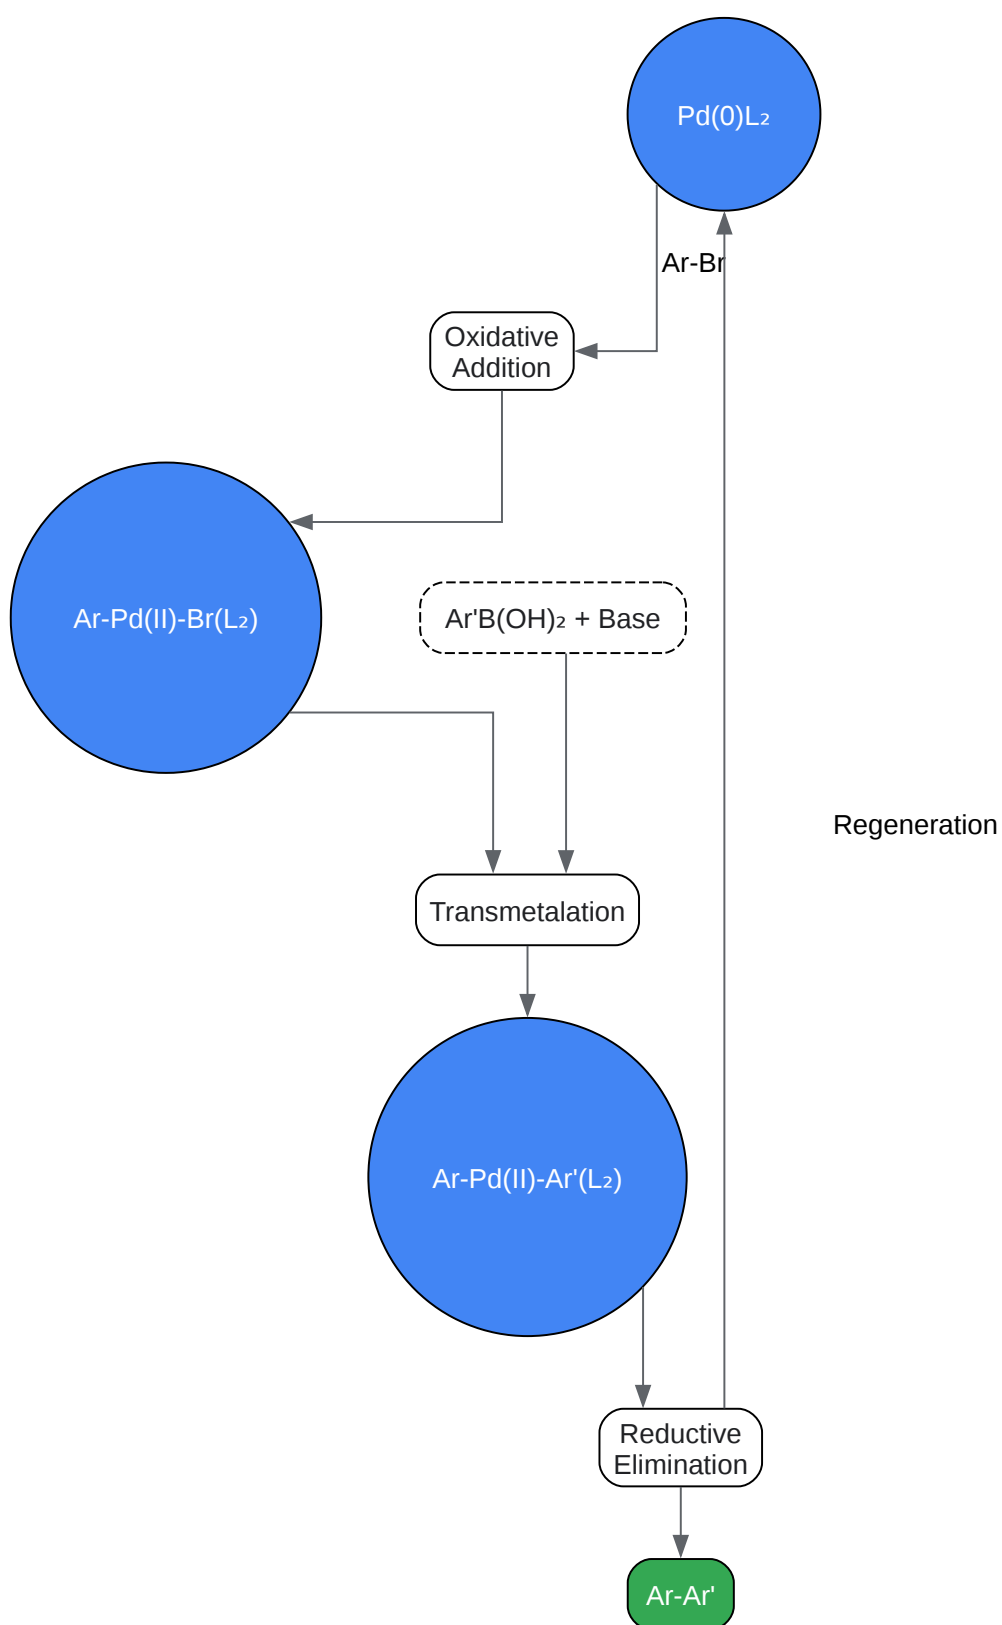 Pd(0)L₂
Ar-Br
Oxidative
Addition
Ar-Pd(II)-Br(L₂)
Ar'B(OH)₂ + Base
Regeneration
Transmetalation
Ar-Pd(II)-Ar'(L₂)
Reductive
Elimination
Ar-Ar'